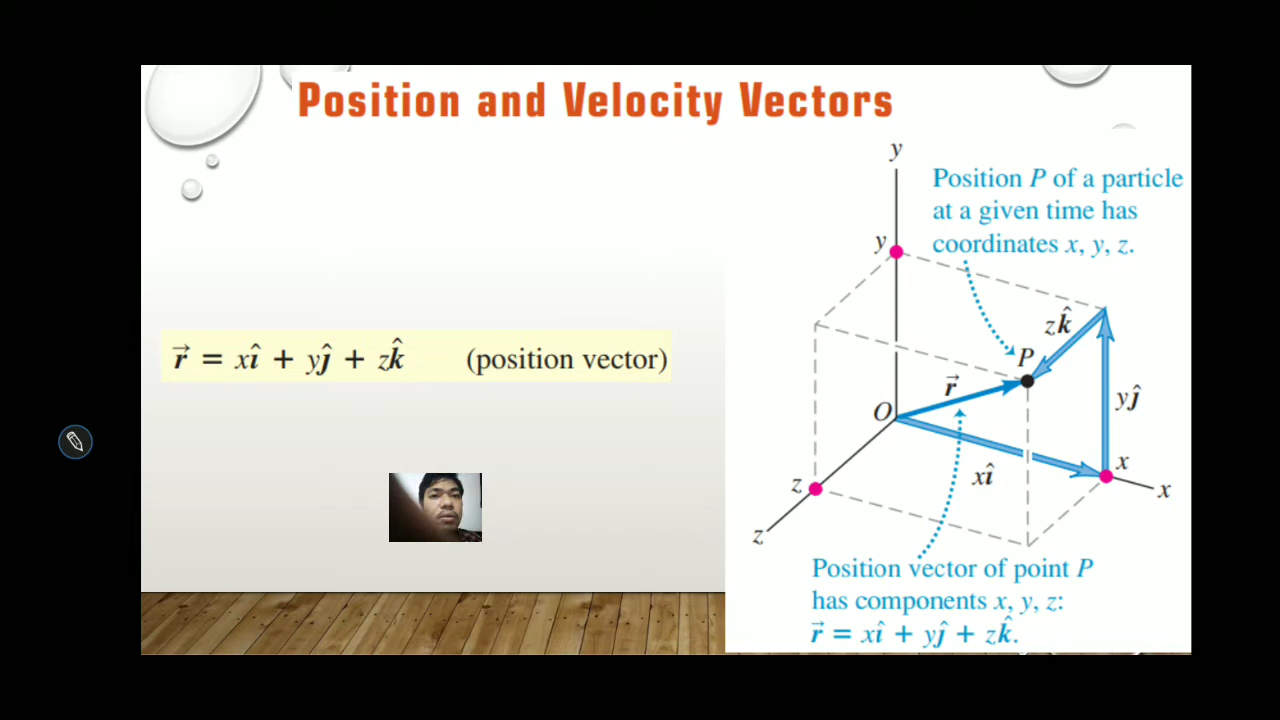 Position and Velocity Vectors
r⃗ = xî + yĵ + zk̂ (position vector)
y
Position P of a particle
at a given time has
coordinates x, y, z.
y
zk̂
P
r⃗
yĵ
O
x
xî
z
x
z
Position vector of point P
has components x, y, z:
r⃗ = xî + yĵ + zk̂.